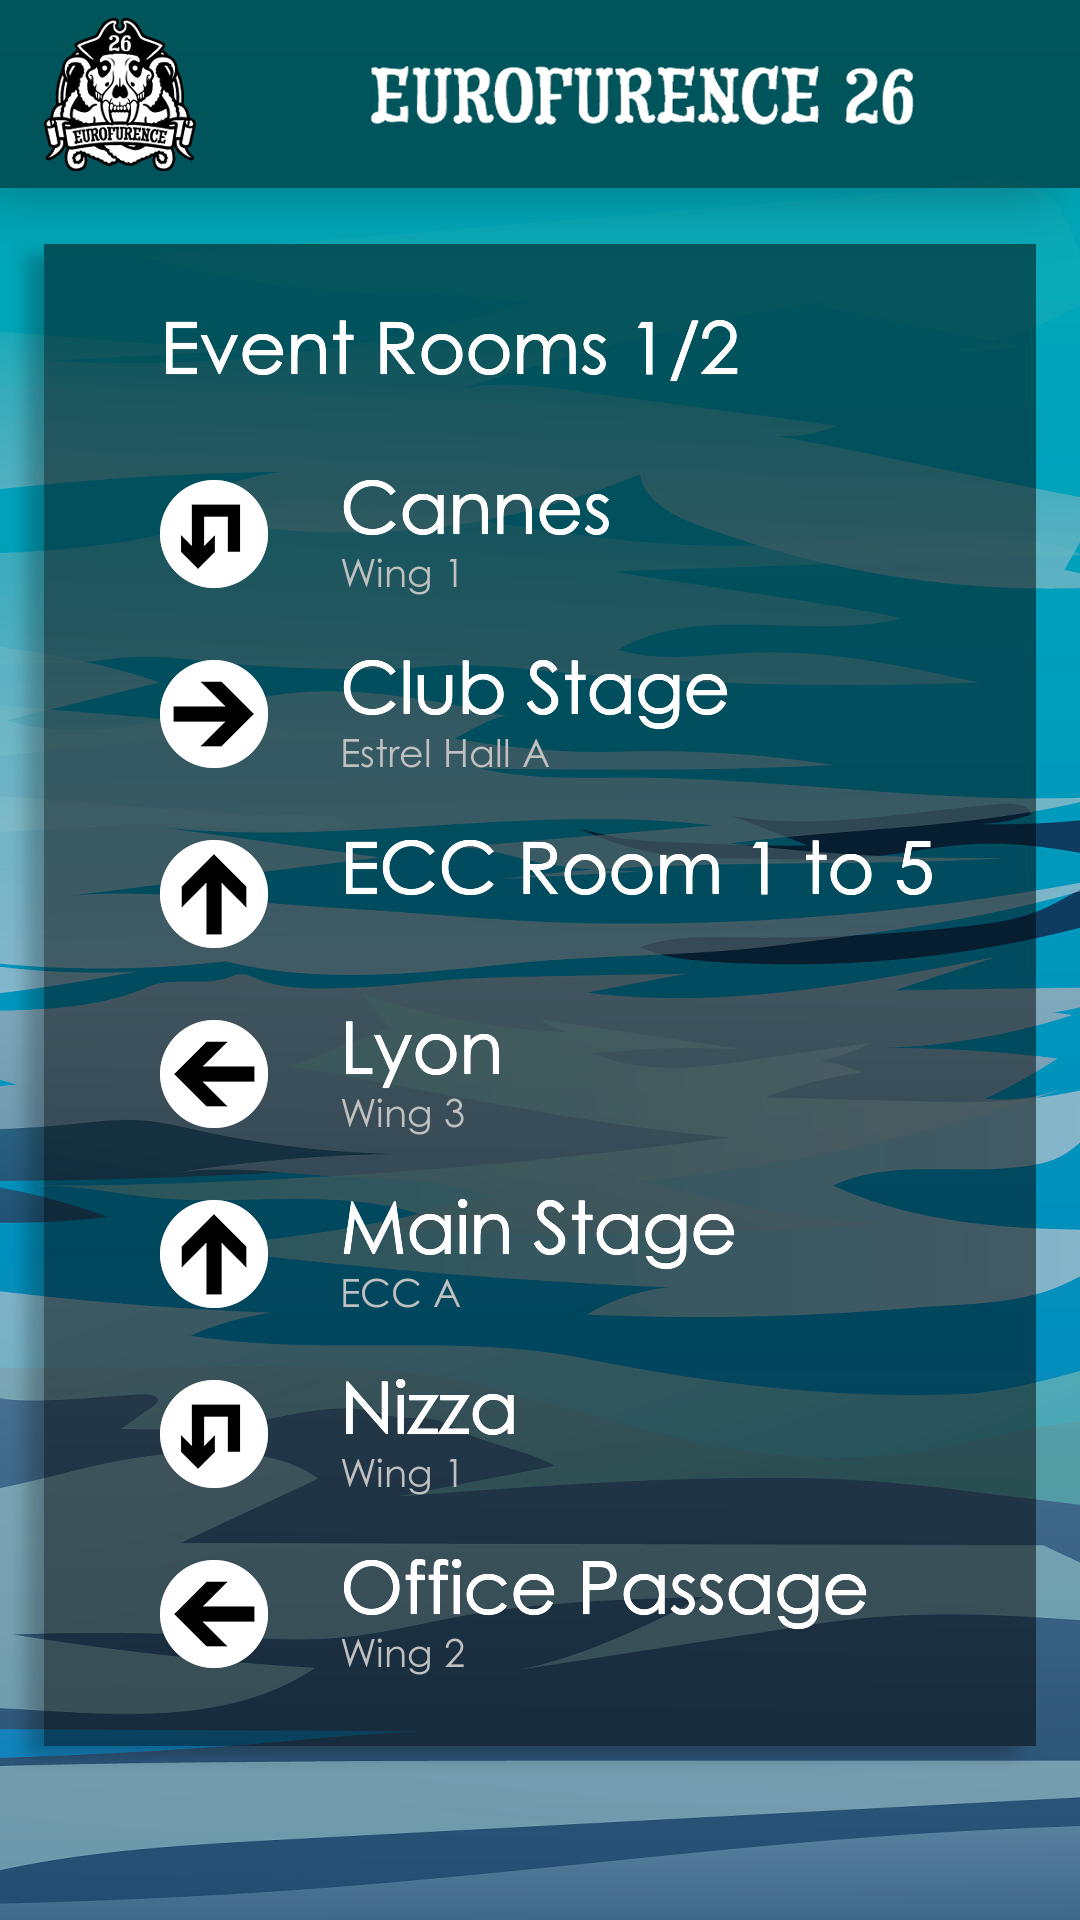 26
EUROFURENCE
EUROFURENCE 26
Event Rooms 1/2
Cannes
Wing 1
Club Stage
Estrel Hall A
ECC Room 1 to 5
Lyon
Wing 3
Main Stage
ECC A
Nizza
Wing 1
Office Passage
Wing 2